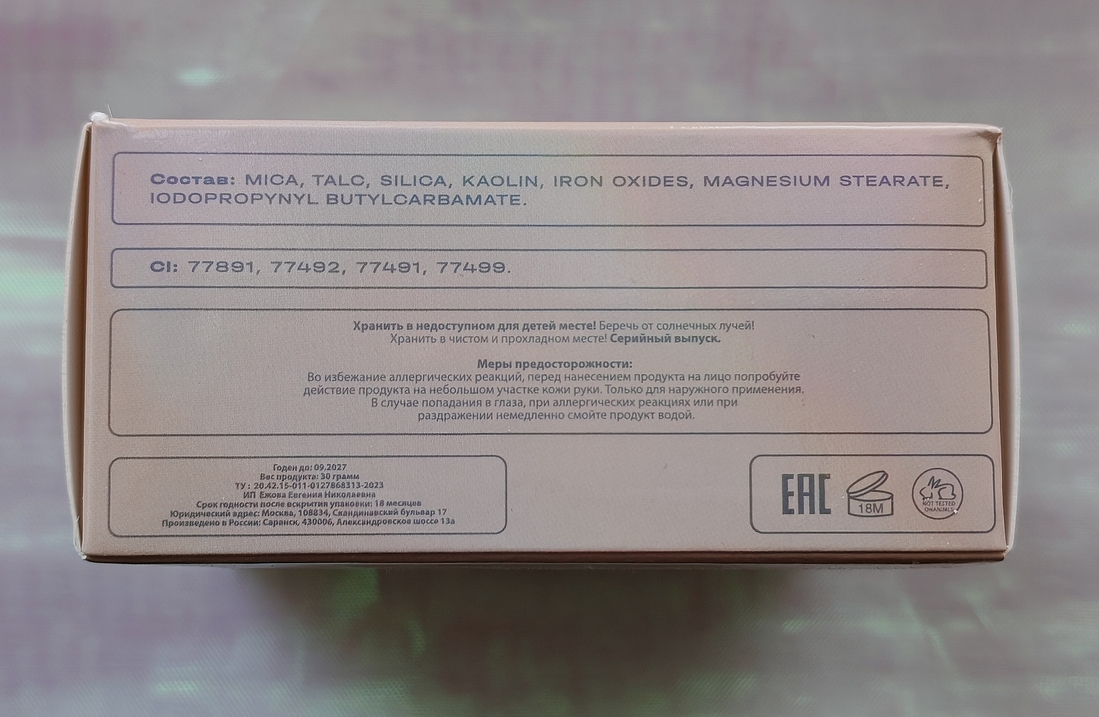 Состав: MICA, TALC, SILICA, KAOLIN, IRON OXIDES, MAGNESIUM STEARATE,
IODOPROPYNYL BUTYLCARBAMATE.
CI: 77891, 77492, 77491, 77499.
Хранить в недоступном для детей месте! Беречь от солнечных лучей!
Хранить в чистом и прохладном месте! Серийный выпуск.
Меры предосторожности:
Во избежание аллергических реакций, перед нанесением продукта на лицо попробуйте
действие продукта на небольшом участке кожи руки. Только для наружного применения.
В случае попадания в глаза, при аллергических реакциях или при
раздражении немедленно смойте продукт водой.
Годен до: 09.2027
Вес продукта: 30 грамм
ТУ : 20.42.15-011-0127868313-2023
ИП Ежова Евгения Николаевна
Срок годности после вскрытия упаковки: 18 месяцев
Юридический адрес: Москва, 108834, Скандинавский бульвар 17
Произведено в России: Саранск, 430006, Александровское шоссе 13а
EAC
18M
NOT TESTED
ON ANIMALS